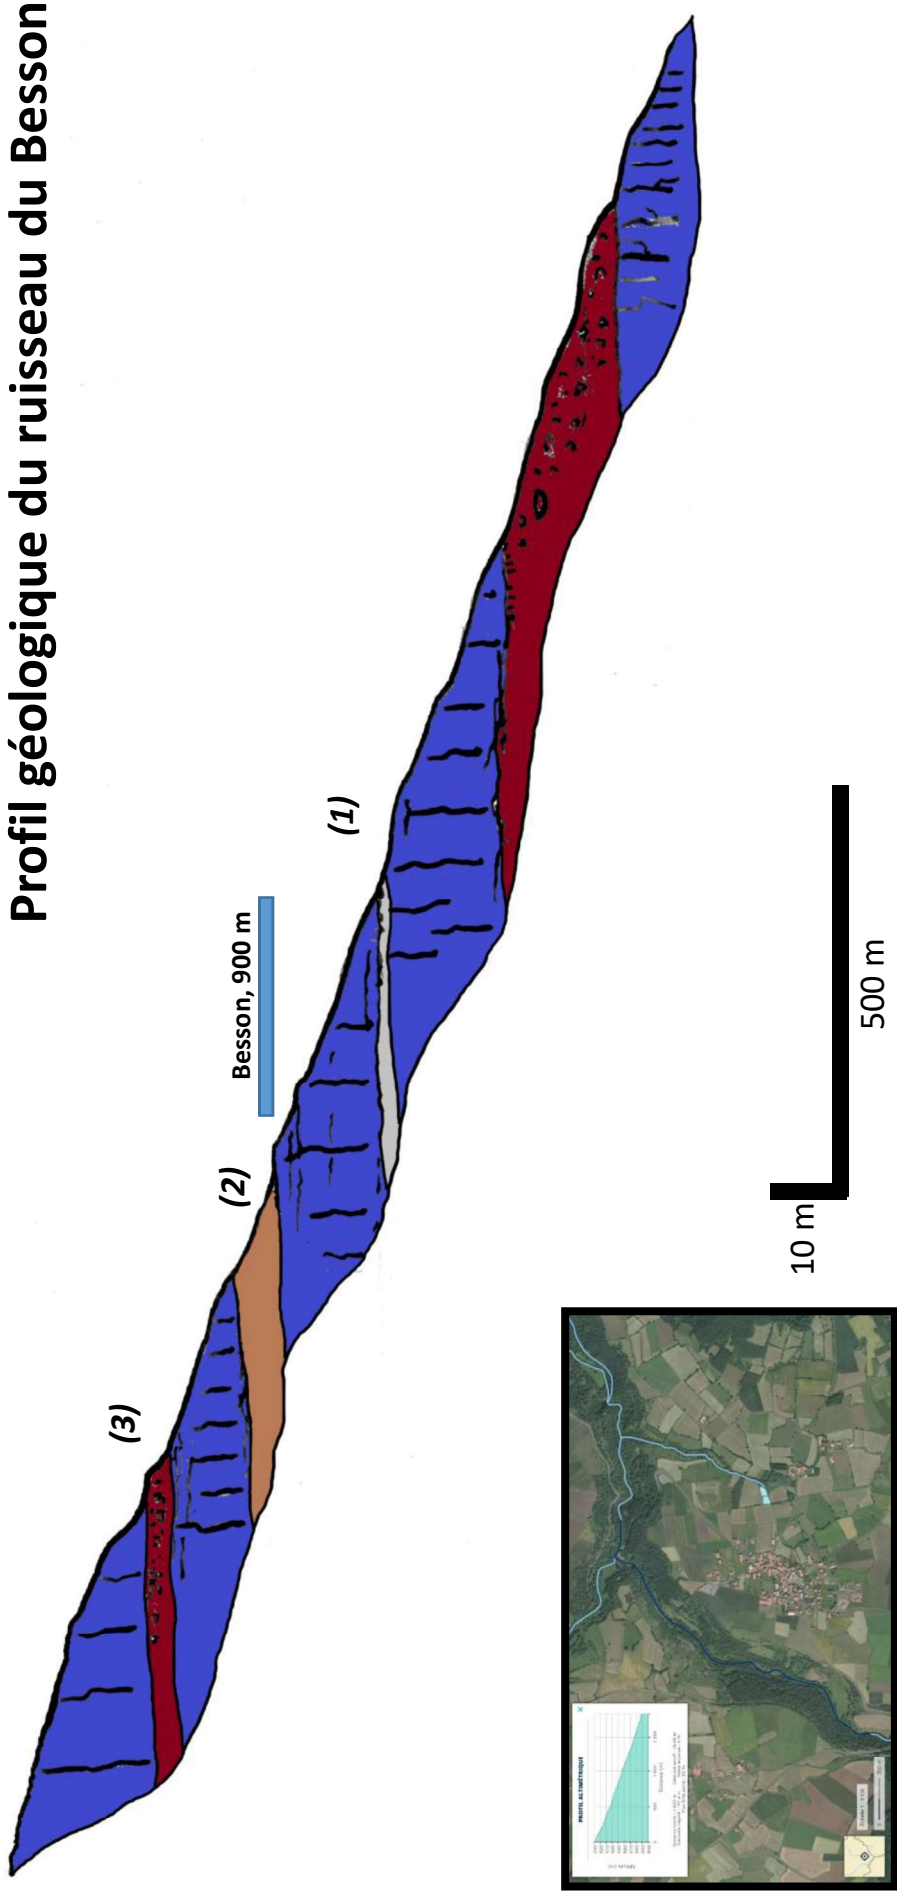 Profil géologique du ruisseau du Besson
(3)
(2)
Besson, 900 m
(1)
10 m
500 m
PROFIL ALTIMÉTRIQUE